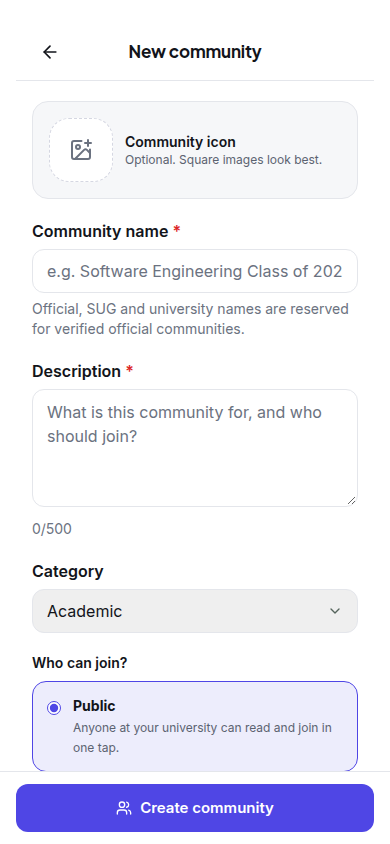 New community
Community icon
Optional. Square images look best.
Community name *
e.g. Software Engineering Class of 202
Official, SUG and university names are reserved
for verified official communities.
Description *
What is this community for, and who
should join?
0/500
Category
Academic
Who can join?
Public
Anyone at your university can read and join in
one tap.
Create community